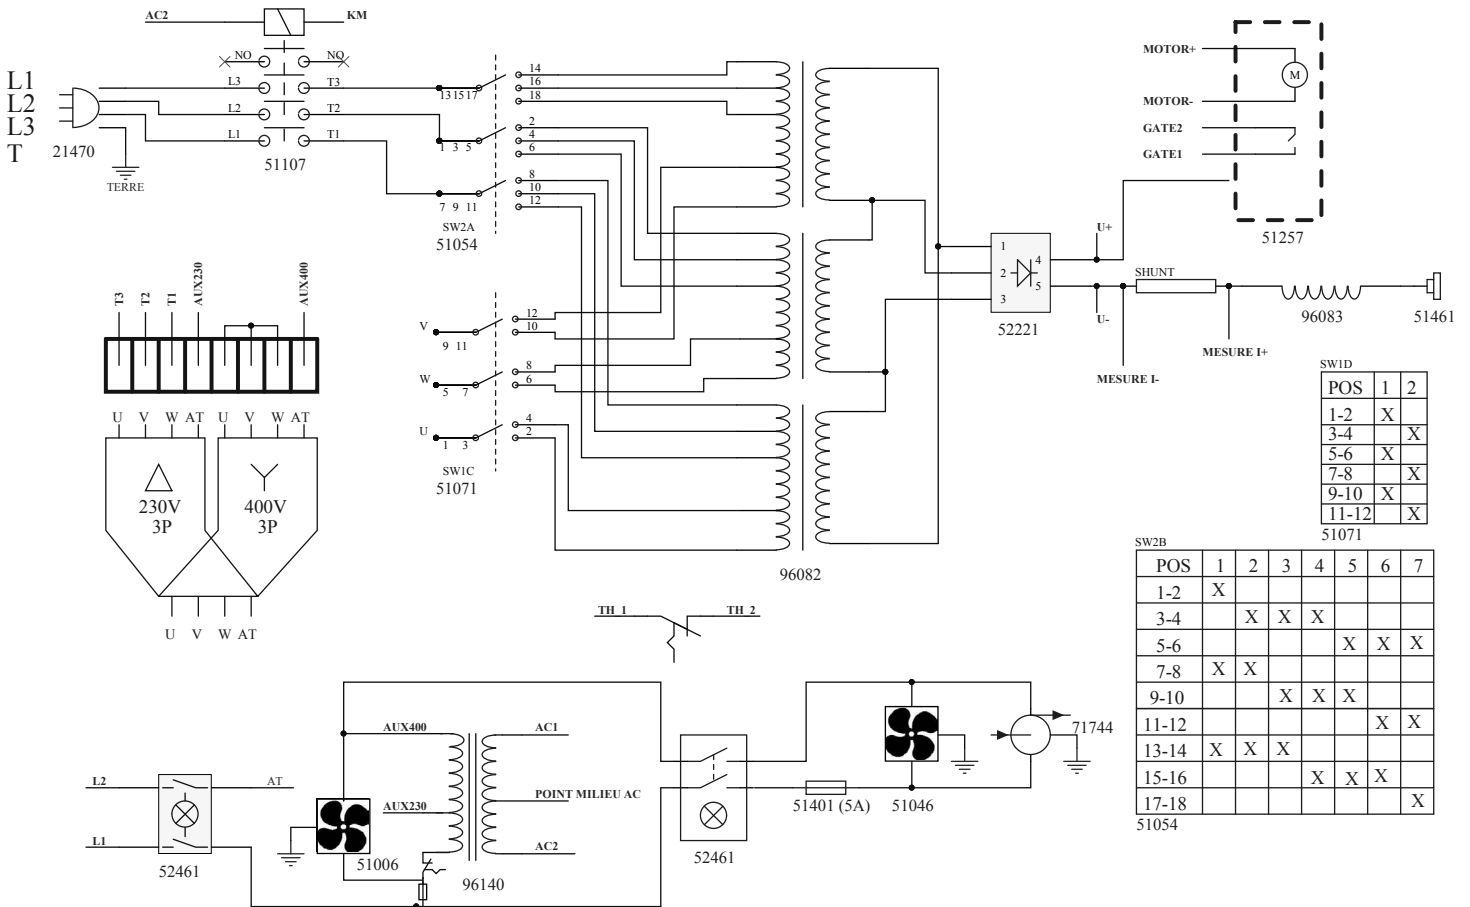 AC2 KM
NO NO
L1
L2
L3
T
L3 T3
L2 T2
L1 T1
21470
51107
TERRE
13 15 17
1 3 5
7 9 11
SW2A
51054
14
16
18
2
4
6
8
10
12
V
9 11
W
5 7
U
1 3
SW1C
51071
12
10
8
6
4
2
96082
1
2
3
4
5
52221
MOTOR+
M
MOTOR-
GATE2
GATE1
51257
U+
U-
SHUNT
MESURE I+
MESURE I-
96083
51461
T3 T2 T1 AUX230 AUX400
U V W AT U V W AT
230V
3P
400V
3P
U V W AT
SW1D
POS 1 2
1-2 X
3-4 X
5-6 X
7-8 X
9-10 X
11-12 X
51071
SW2B
POS 1 2 3 4 5 6 7
1-2 X
3-4 X X X
5-6 X X X
7-8 X X
9-10 X X X
11-12 X X
13-14 X X X
15-16 X X X
17-18 X
51054
TH_1 TH_2
L2 AT
L1
52461
AUX400
AUX230
51006
AC1
POINT MILIEU AC
AC2
96140
52461
51401 (5A)
51046
71744